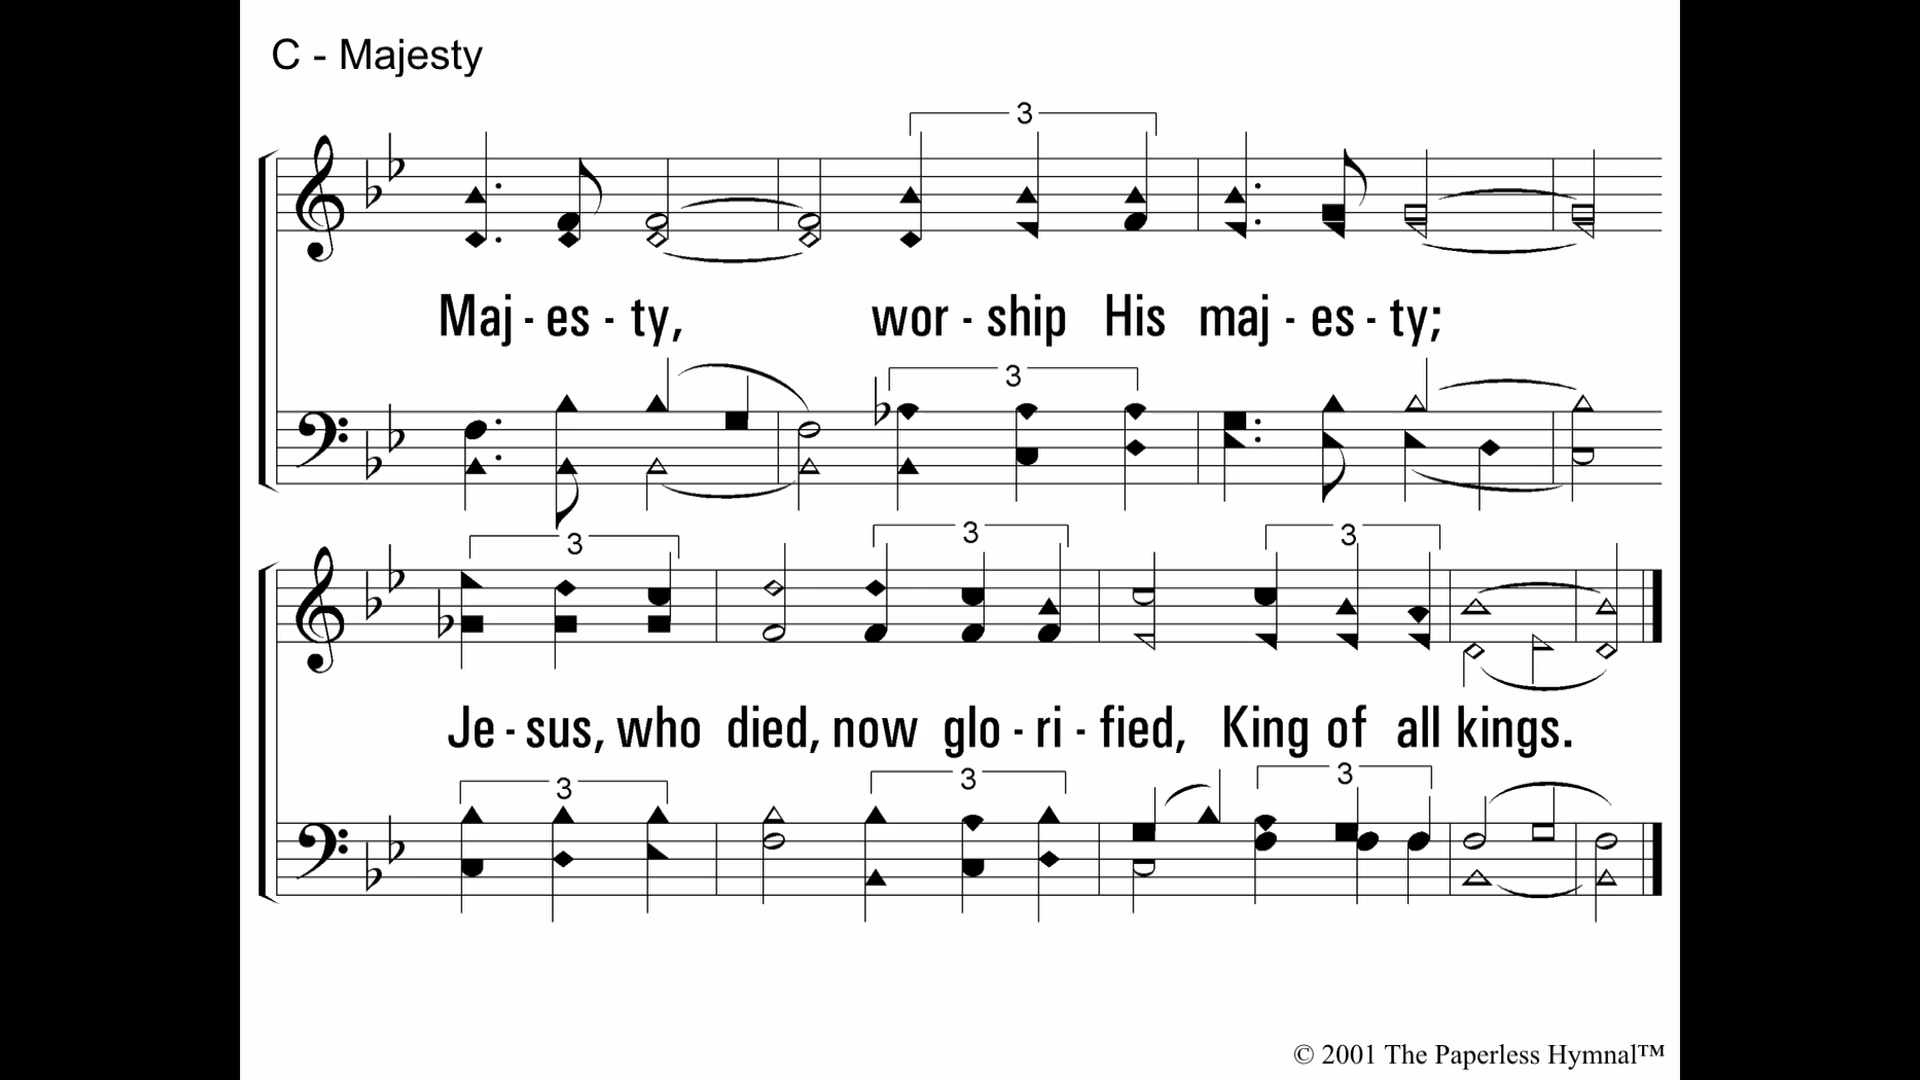 C - Majesty
3
Maj - es - ty, wor - ship His maj - es - ty;
3
3 3 3
Je - sus, who died, now glo - ri - fied, King of all kings.
3 3 3
© 2001 The Paperless Hymnal™